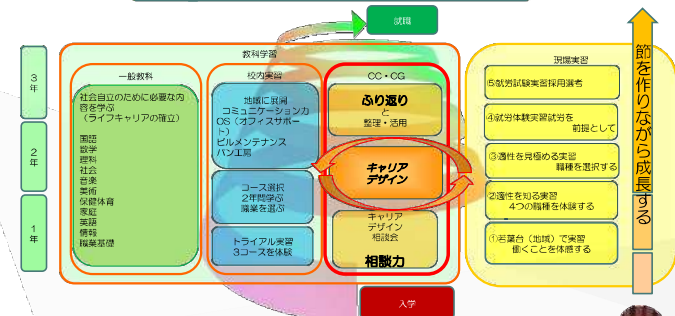 就職
教科学習
3
年
2
年
1
年
一般教科
社会自立のために必要な内
容を学ぶ
（ライフキャリアの確立）
国語
数学
理科
社会
音楽
美術
保健体育
家庭
英語
情報
職業基礎
校内実習
地域に展開
コミュニケーション力
OS（オフィスサポー
ト）
ビルメンテナンス
パン工房
コース選択
2年間学ぶ
職業を選ぶ
トライアル実習
3コースを体験
CC・CG
ふり返り
と
整理・活用
キャリア
デザイン
キャリア
デザイン
相談会
相談力
入学
現場実習
⑤就労試験実習採用選考
④就労体験実習就労を
前提として
③適性を見極める実習
職種を選択する
②適性を知る実習
4つの職種を体験する
①若葉台（地域）で実習
働くことを体感する
節を作りながら成長する